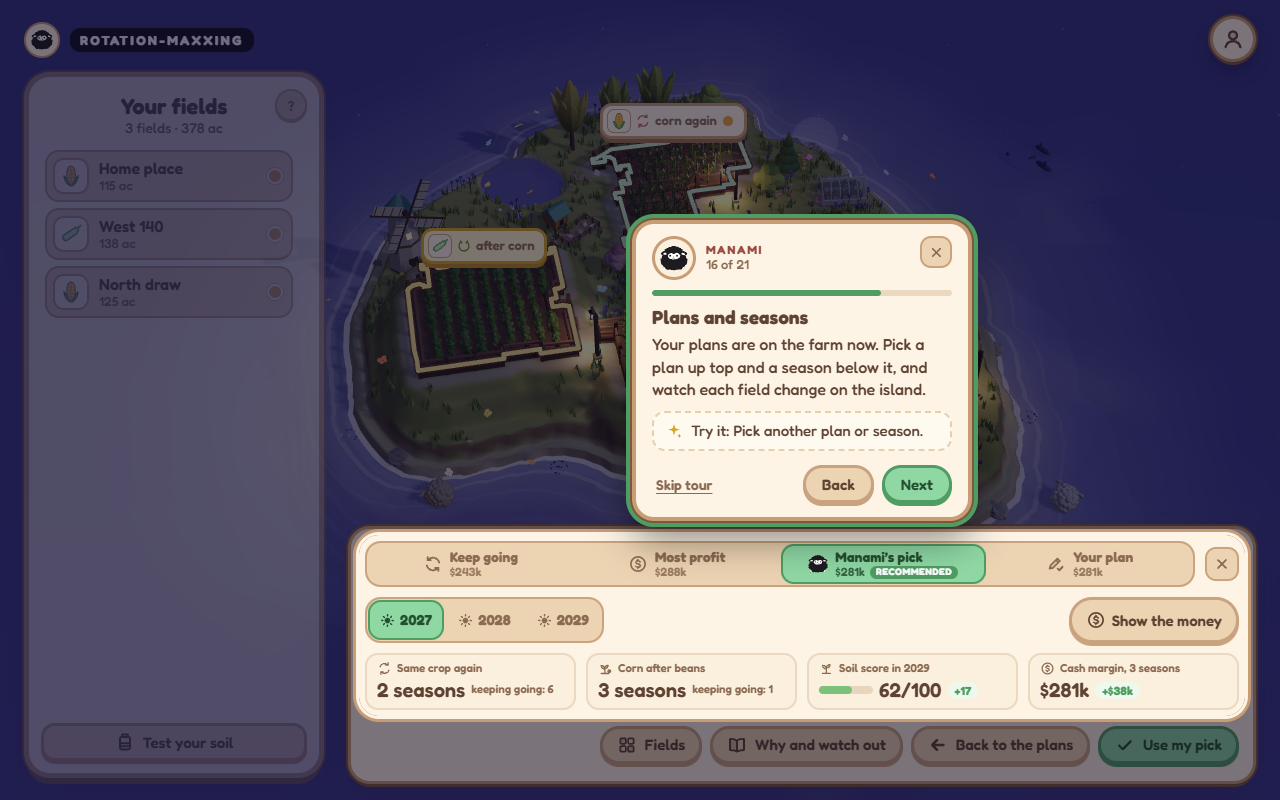 ROTATION-MAXXING
Your fields
?
3 fields · 378 ac
Home place
115 ac
West 140
138 ac
North draw
125 ac
Test your soil
corn again
after corn
MANAMI
16 of 21
Plans and seasons
Your plans are on the farm now. Pick a
plan up top and a season below it, and
watch each field change on the island.
Try it: Pick another plan or season.
Skip tour
Back
Next
Keep going
$243k
Most profit
$288k
Manami's pick
$281k RECOMMENDED
Your plan
$281k
2027
2028
2029
Show the money
Same crop again
2 seasons keeping going: 6
Corn after beans
3 seasons keeping going: 1
Soil score in 2029
62/100 +17
Cash margin, 3 seasons
$281k +$38k
Fields
Why and watch out
Back to the plans
Use my pick